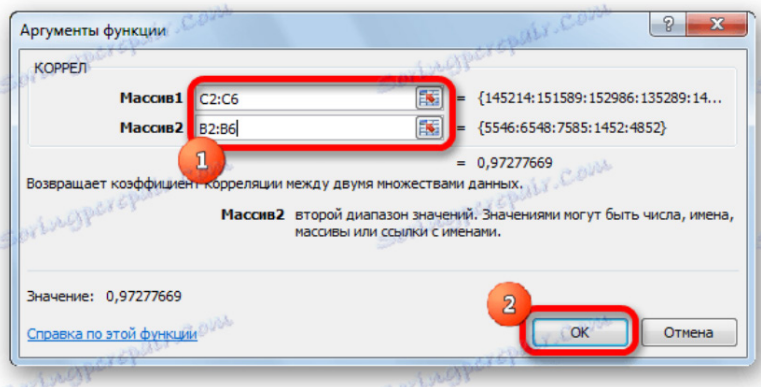 Аргументы функции
КОРРЕЛ
Массив1 C2:C6 = {145214:151589:152986:135289:14...
Массив2 B2:B6 = {5546:6548:7585:1452:4852}
1
= 0,97277669
Возвращает коэффициент корреляции между двумя множествами данных.
Массив2 второй диапазон значений. Значениями могут быть числа, имена,
массивы или ссылки с именами.
Значение: 0,97277669
2
Справка по этой функции
OK Отмена